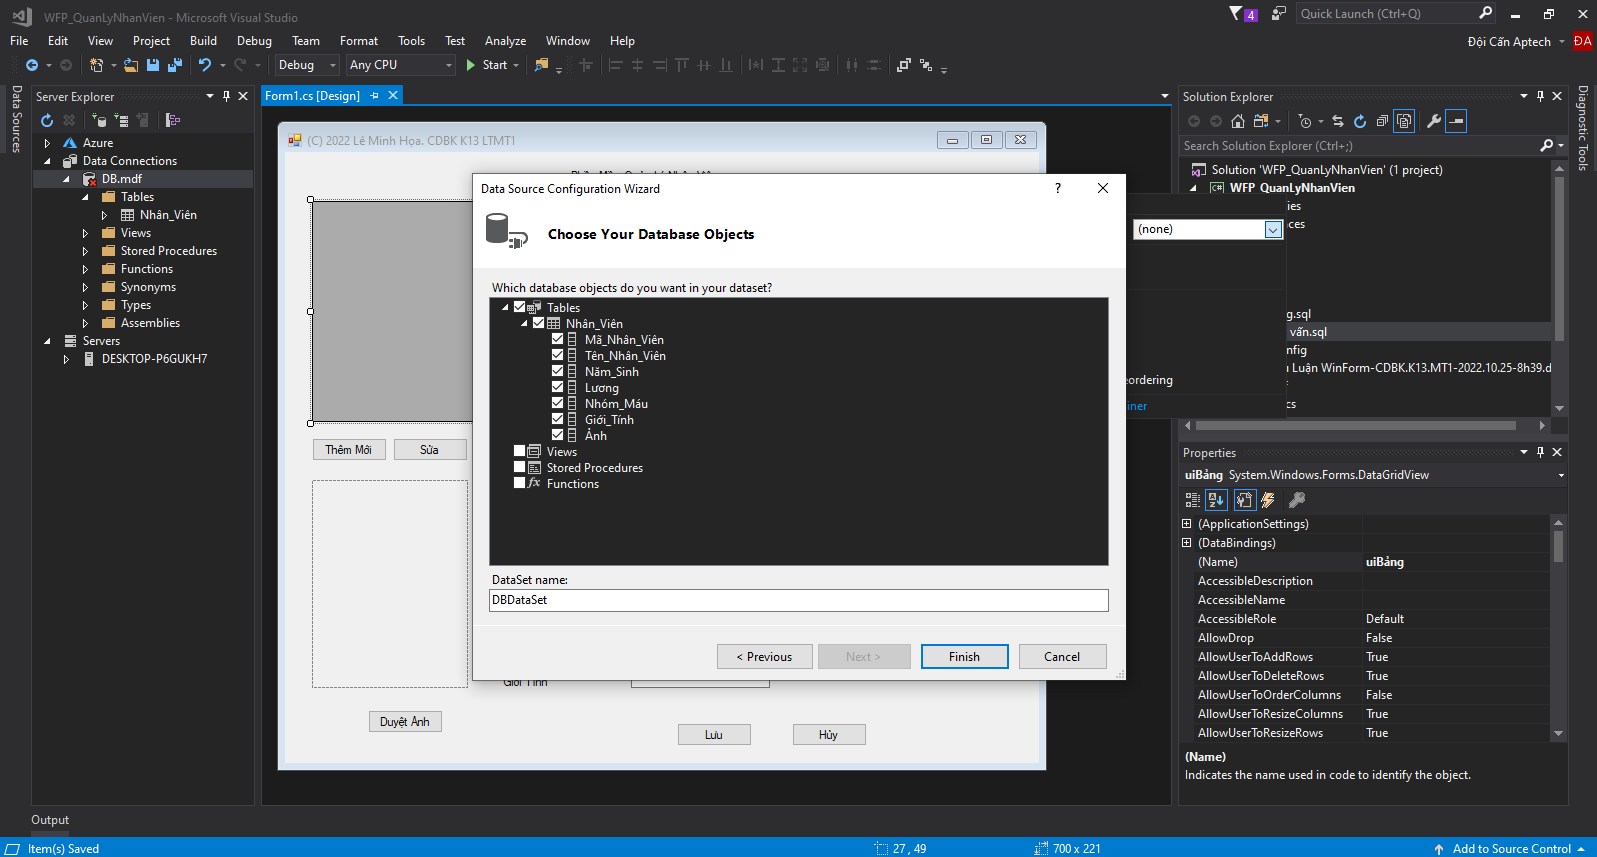 WFP_QuanLyNhanVien - Microsoft Visual Studio
4
Quick Launch (Ctrl+Q)
File Edit View Project Build Debug Team Format Tools Test Analyze Window Help
Đội Cấn Aptech ĐA
Debug Any CPU Start
Data Sources
Server Explorer
Azure
Data Connections
DB.mdf
Tables
Nhân_Viên
Views
Stored Procedures
Functions
Synonyms
Types
Assemblies
Servers
DESKTOP-P6GUKH7
Form1.cs [Design]
(C) 2022 Lê Minh Họa. CDBK K13 LTMT1
Thêm Mới Sửa
Giới Tính
Duyệt Ảnh
Lưu Hủy
Data Source Configuration Wizard
?
Choose Your Database Objects
Which database objects do you want in your dataset?
Tables
Nhân_Viên
Mã_Nhân_Viên
Tên_Nhân_Viên
Năm_Sinh
Lương
Nhóm_Máu
Giới_Tính
Ảnh
Views
Stored Procedures
fx Functions
DataSet name:
DBDataSet
< Previous Next > Finish Cancel
(none)
eordering
iner
Solution Explorer
Search Solution Explorer (Ctrl+;)
Solution 'WFP_QuanLyNhanVien' (1 project)
C# WFP_QuanLyNhanVien
ies
ces
g.sql
vấn.sql
nfig
Luận WinForm-CDBK.K13.MT1-2022.10.25-8h39.d
cs
Diagnostic Tools
Properties
uiBảng System.Windows.Forms.DataGridView
(ApplicationSettings)
(DataBindings)
(Name) uiBảng
AccessibleDescription
AccessibleName
AccessibleRole Default
AllowDrop False
AllowUserToAddRows True
AllowUserToDeleteRows True
AllowUserToOrderColumns False
AllowUserToResizeColumns True
AllowUserToResizeRows True
(Name)
Indicates the name used in code to identify the object.
Output
Item(s) Saved
27 , 49
700 x 221
Add to Source Control